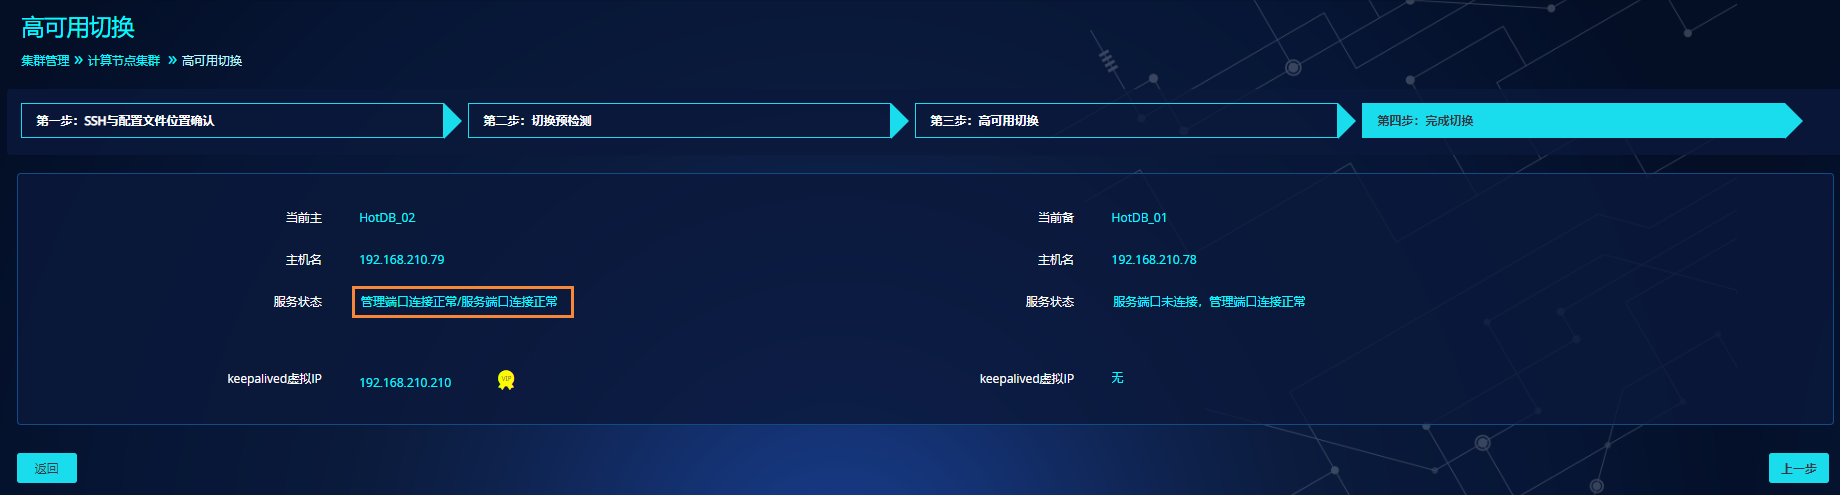 高可用切换
集群管理 » 计算节点集群 » 高可用切换
第一步：SSH与配置文件位置确认
第二步：切换预检测
第三步：高可用切换
第四步：完成切换
当前主 HotDB_02
当前备 HotDB_01
主机名 192.168.210.79
主机名 192.168.210.78
服务状态 管理端口连接正常/服务端口连接正常
服务状态 服务端口未连接，管理端口连接正常
keepalived虚拟IP 192.168.210.210 VIP
keepalived虚拟IP 无
返回
上一步